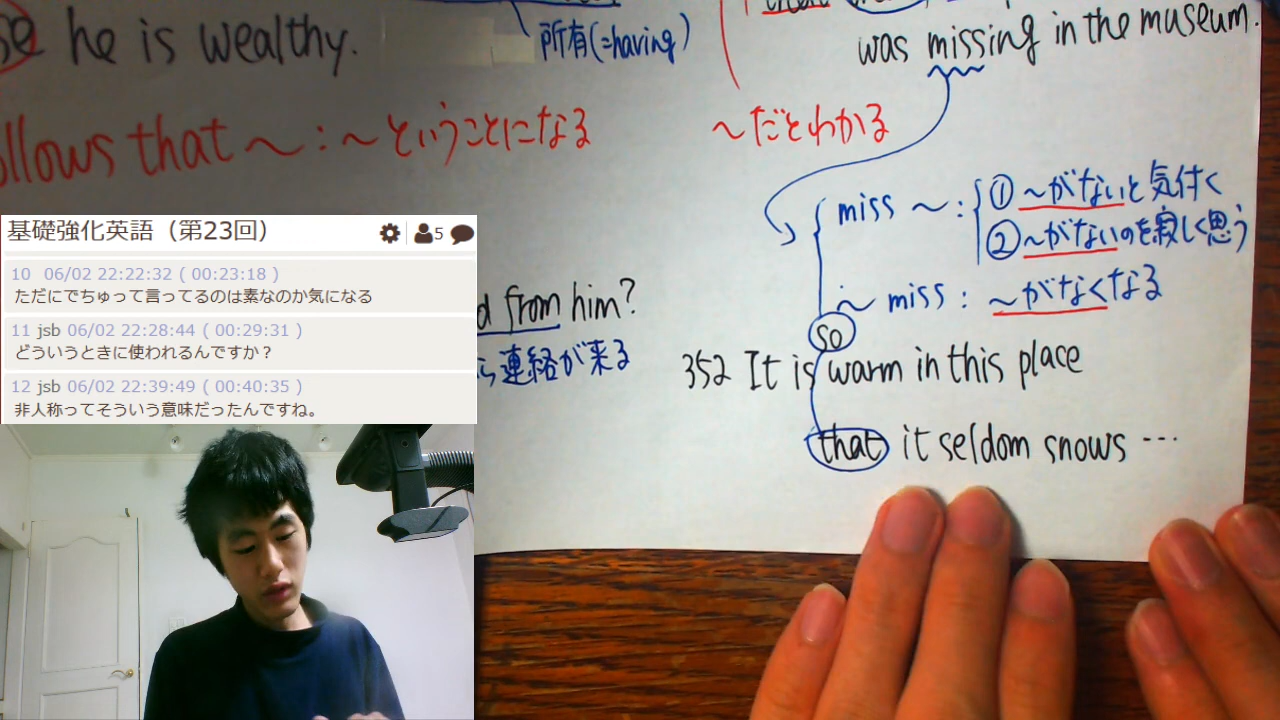 he is wealthy.
所有(=having)
was missing in the museum.
ollows that ～：～ということになる
～だとわかる
miss ～：①～がないと気付く
②～がないのを寂しく思う
～ miss：～がなくなる
so
d from him?
ら連絡が来る
352 It is warm in this place
that it seldom snows …
基礎強化英語（第23回）
5
10 06/02 22:22:32 ( 00:23:18 )
ただにでちゅって言ってるのは素なのか気になる
11 jsb 06/02 22:28:44 ( 00:29:31 )
どういうときに使われるんですか？
12 jsb 06/02 22:39:49 ( 00:40:35 )
非人称ってそういう意味だったんですね。